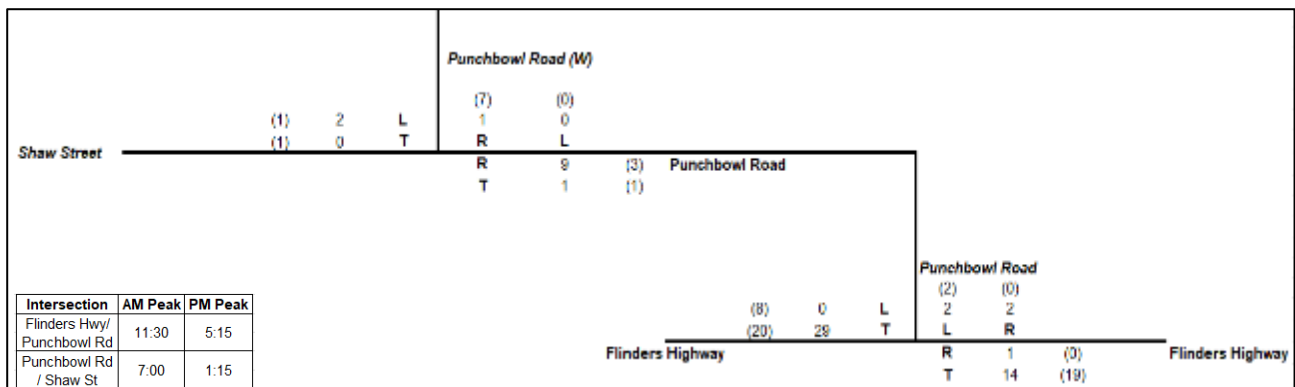 Punchbowl Road (W)
(7) (0)
(1) 2 L 1 0
(1) 0 T R L
Shaw Street
R 9 (3) Punchbowl Road
T 1 (1)
Punchbowl Road
(2) (0)
(8) 0 L 2 2
(20) 29 T L R
Flinders Highway R 1 (0) Flinders Highway
T 14 (19)
Intersection AM Peak PM Peak
Flinders Hwy/
Punchbowl Rd 11:30 5:15
Punchbowl Rd
/ Shaw St 7:00 1:15